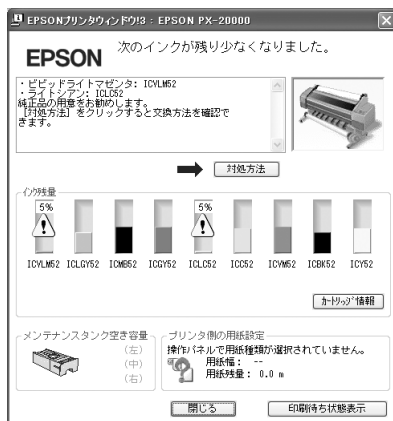 EPSONプリンタウィンドウ!3 : EPSON PX-20000
EPSON
次のインクが残り少なくなりました。
・ビビッドライトマゼンタ: ICVLM52
・ライトシアン: ICLC52
純正品の用意をお勧めします。
[対処方法] をクリックすると交換方法を確認で
きます。
対処方法
インク残量
5% 5%
ICVLM52 ICLGY52 ICMB52 ICGY52 ICLC52 ICC52 ICVM52 ICBK52 ICY52
カートリッジ情報
メンテナンスタンク空き容量
(左)
(中)
(右)
プリンタ側の用紙設定
操作パネルで用紙種類が選択されていません。
用紙幅: --
用紙残量: 0.0 m
閉じる
印刷待ち状態表示